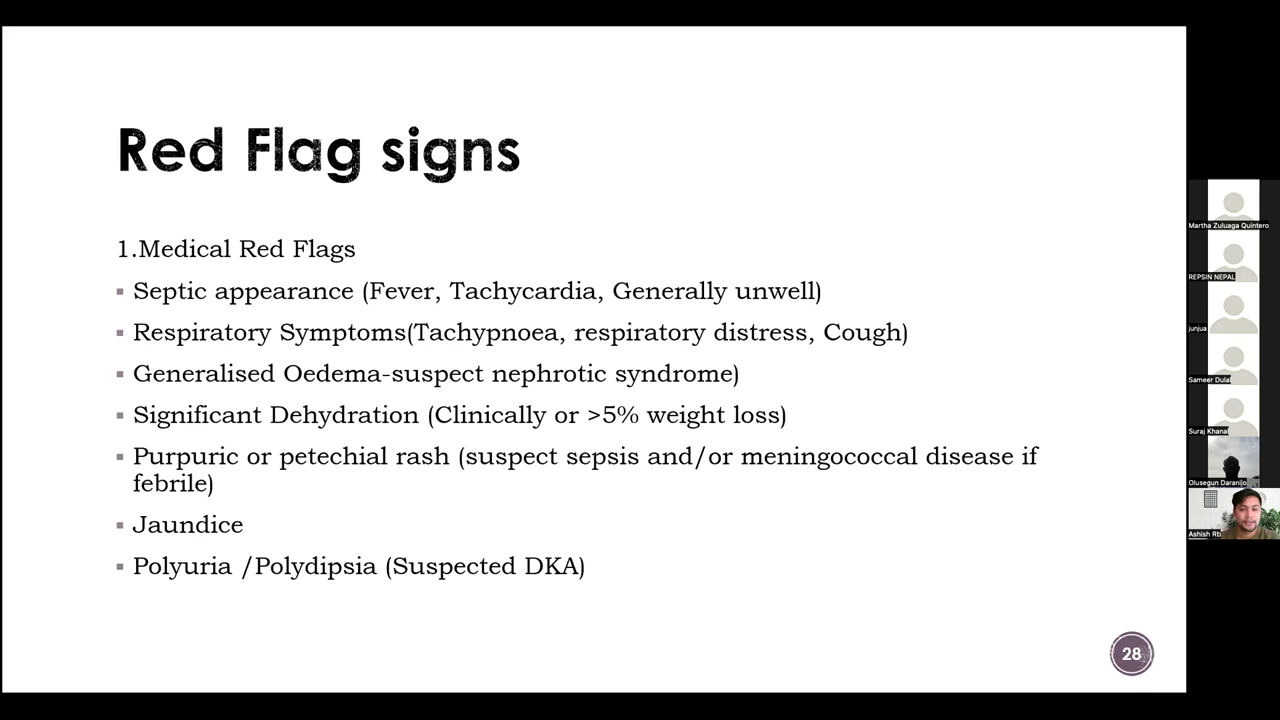 Red Flag signs
1.Medical Red Flags
Septic appearance (Fever, Tachycardia, Generally unwell)
Respiratory Symptoms(Tachypnoea, respiratory distress, Cough)
Generalised Oedema-suspect nephrotic syndrome)
Significant Dehydration (Clinically or >5% weight loss)
Purpuric or petechial rash (suspect sepsis and/or meningococcal disease if
febrile)
Jaundice
Polyuria /Polydipsia (Suspected DKA)
28
Martha Zuluaga Quintero
REPSIN NEPAL
junjua
Sameer Dulal
Suraj Khanal
Olusegun Daranijo
Ashish Rb